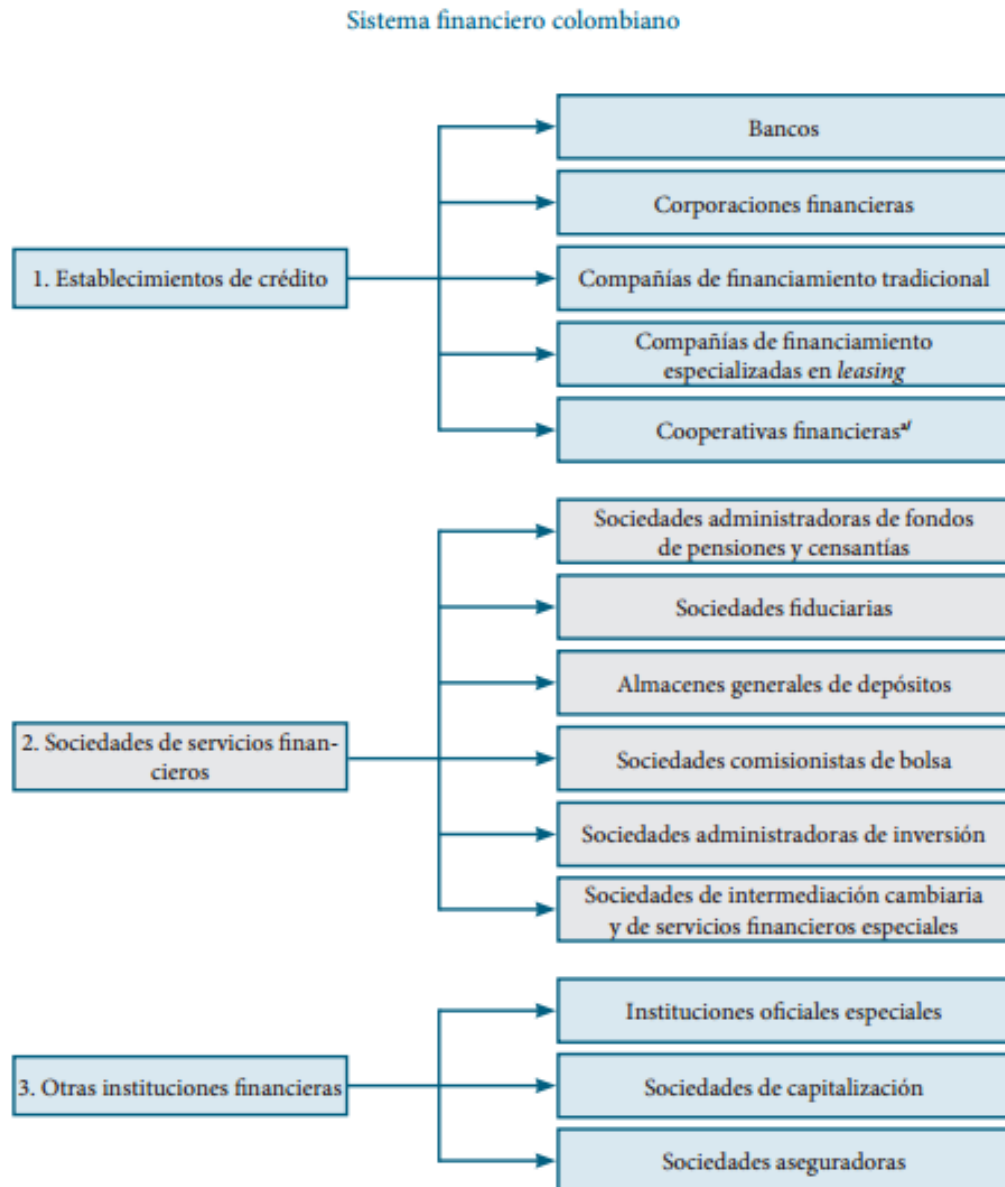 Sistema financiero colombiano
1. Establecimientos de crédito
Bancos
Corporaciones financieras
Compañías de financiamiento tradicional
Compañías de financiamiento
especializadas en leasing
Cooperativas financierasa/
2. Sociedades de servicios finan-
cieros
Sociedades administradoras de fondos
de pensiones y censantías
Sociedades fiduciarias
Almacenes generales de depósitos
Sociedades comisionistas de bolsa
Sociedades administradoras de inversión
Sociedades de intermediación cambiaria
y de servicios financieros especiales
3. Otras instituciones financieras
Instituciones oficiales especiales
Sociedades de capitalización
Sociedades aseguradoras